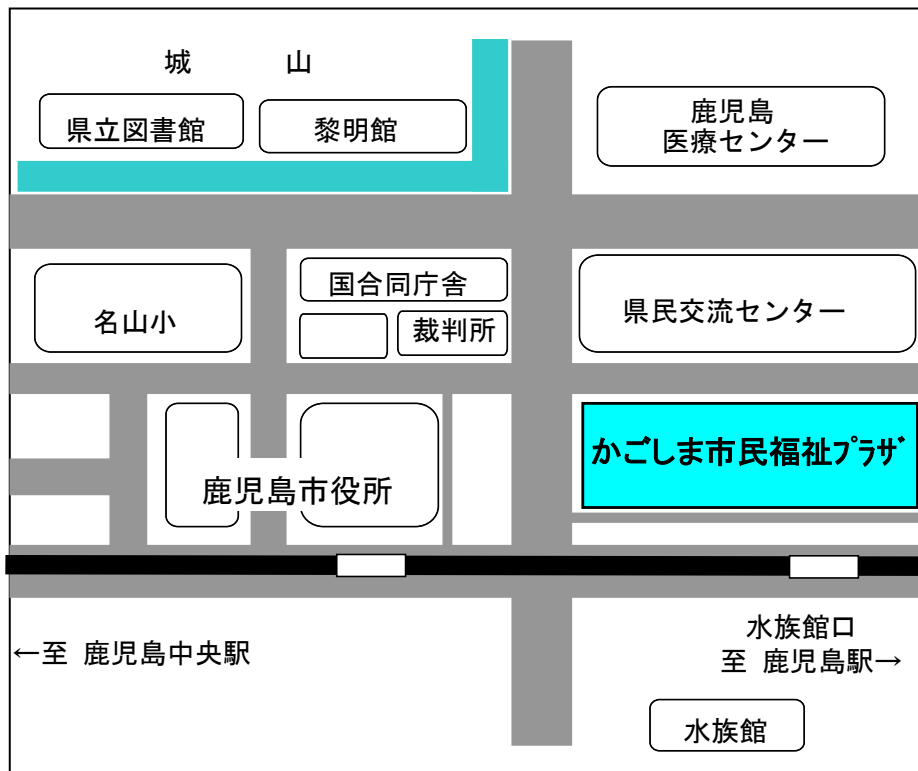 城　山
県立図書館
黎明館
鹿児島
医療センター
国合同庁舎
名山小
裁判所
県民交流センター
かごしま市民福祉ﾌﾟﾗｻﾞ
鹿児島市役所
←至 鹿児島中央駅
水族館口
至 鹿児島駅→
水族館